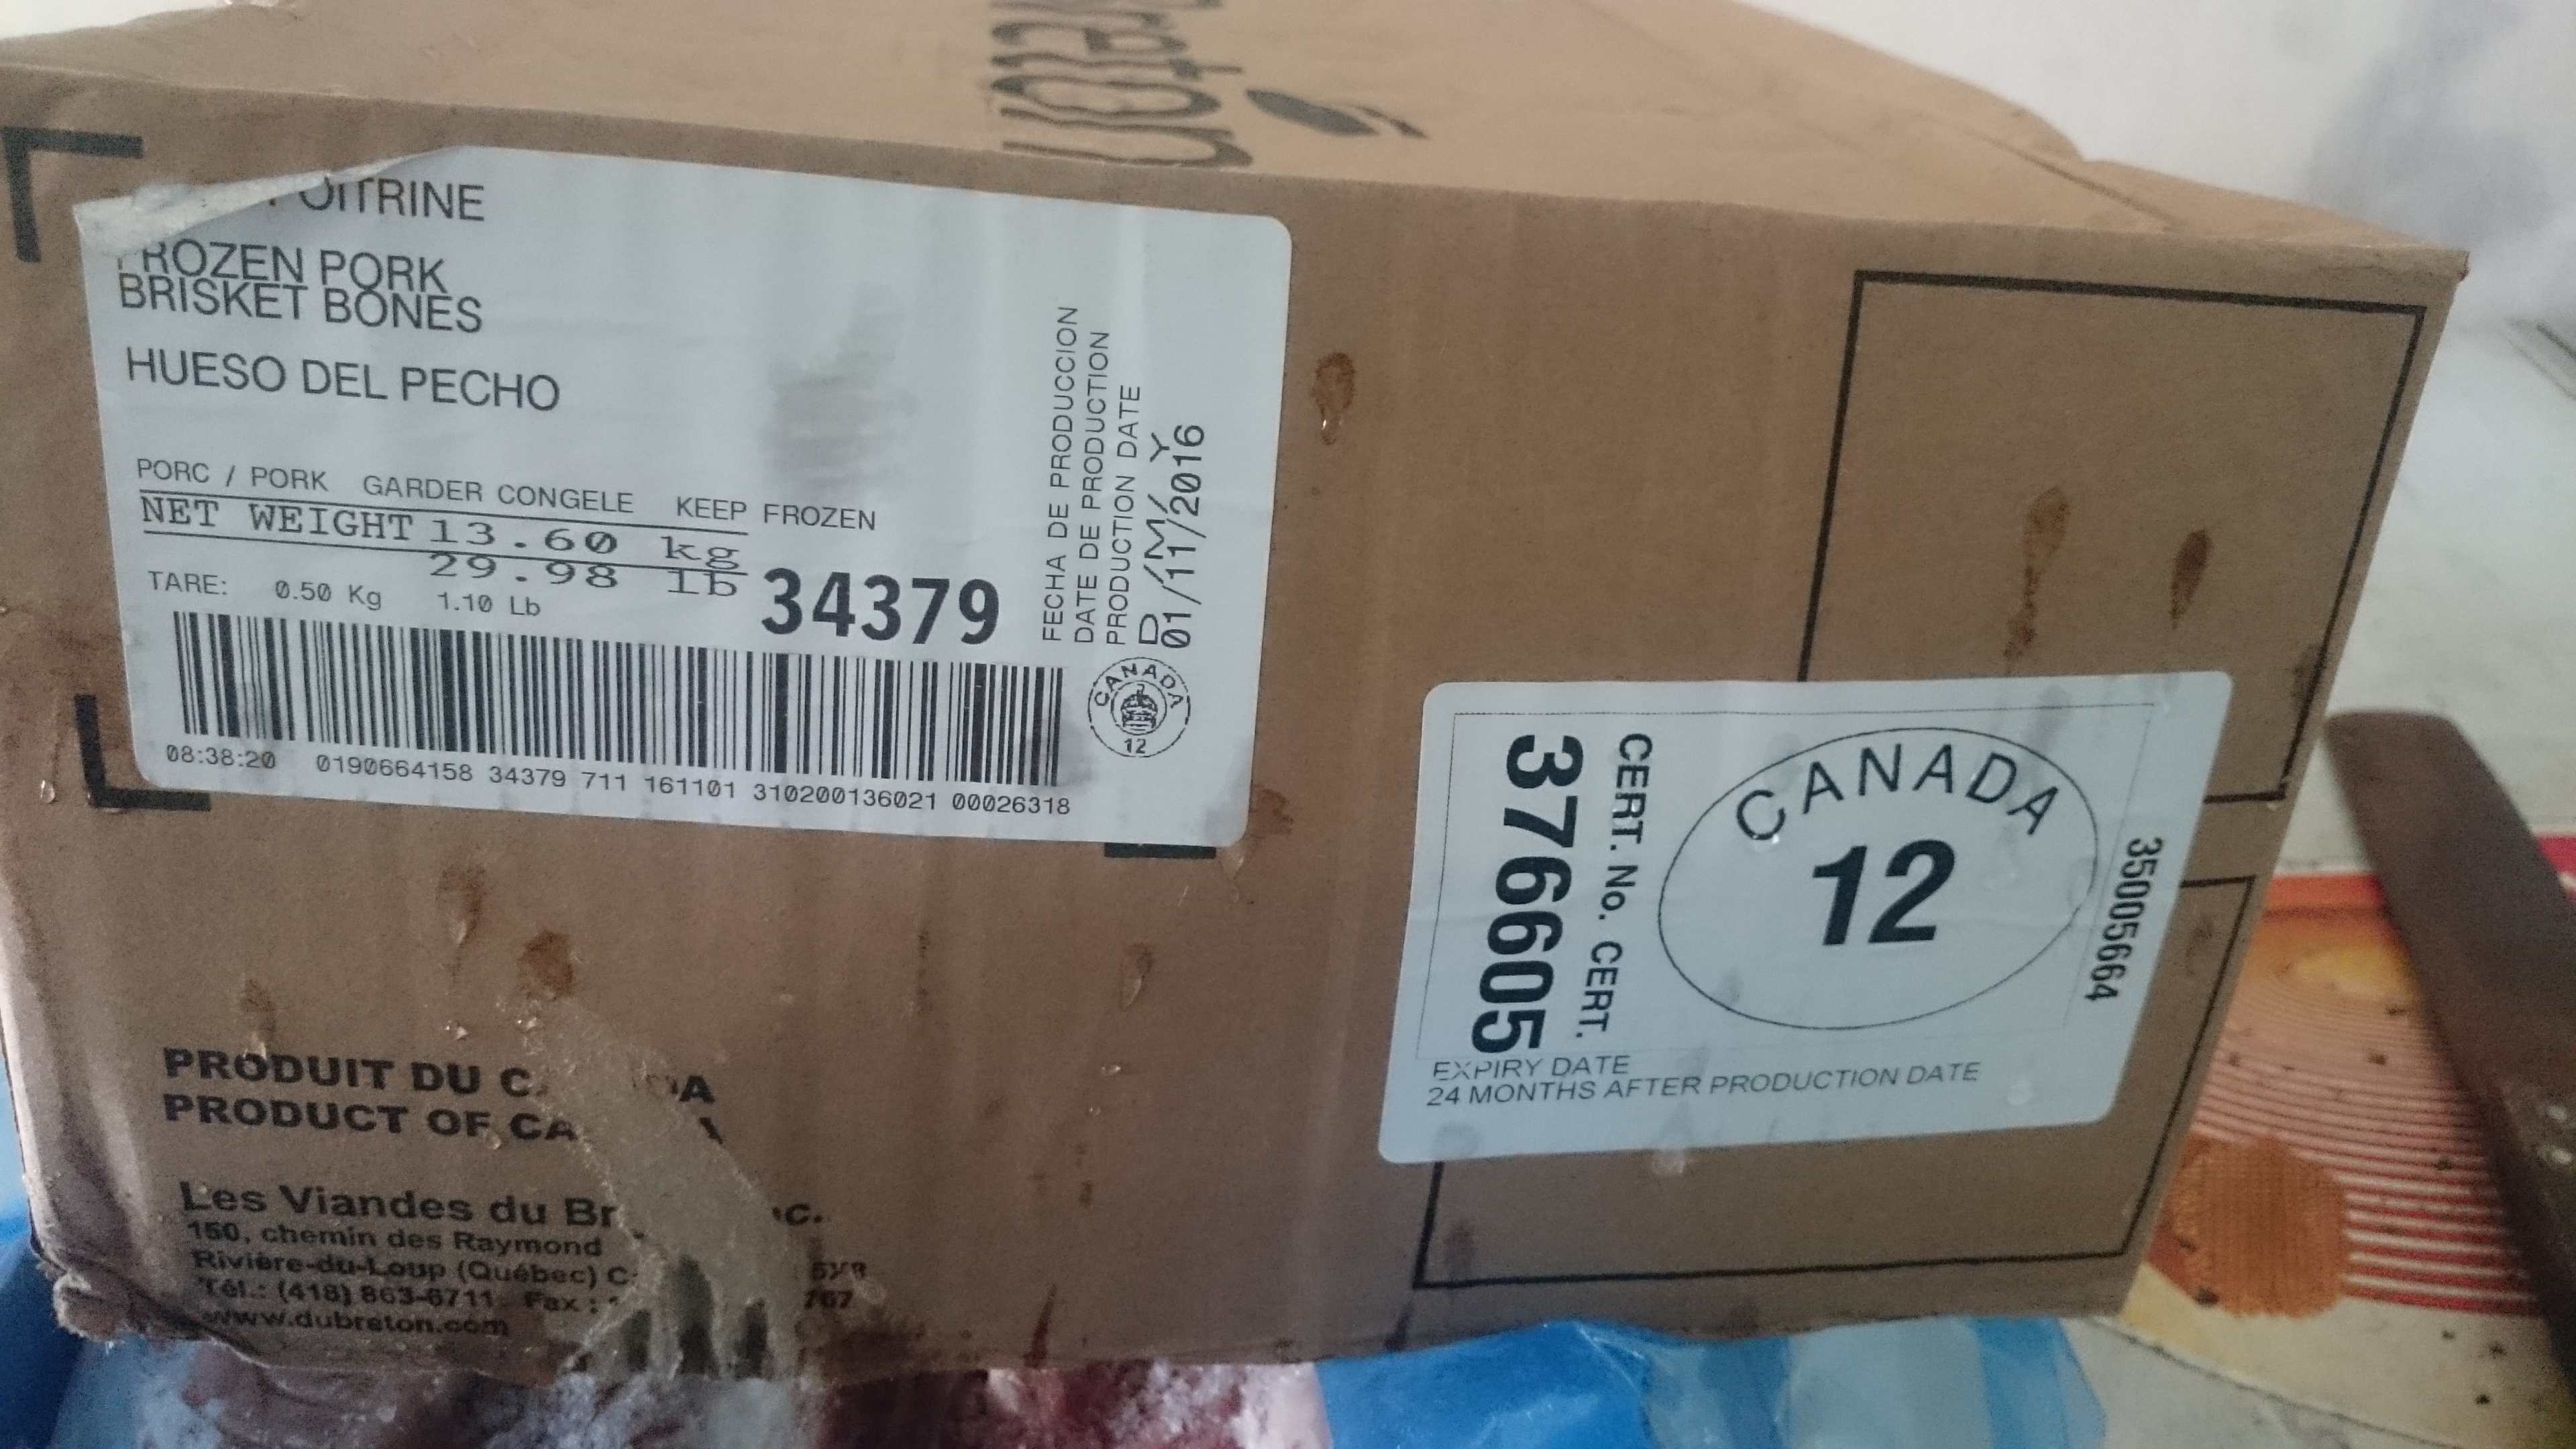 FROZEN PORK
BRISKET BONES
HUESO DEL PECHO
PORC / PORK GARDER CONGELE KEEP FROZEN
NET WEIGHT 13.60 kg
29.98 lb
TARE: 0.50 Kg 1.10 Lb
34379
08:38:20 0190664158 34379 711 161101 310200136021 00026318
FECHA DE PRODUCCION
DATE DE PRODUCTION
PRODUCTION DATE
D/M/Y
01/11/2016
CANADA
12
CERT. No. CERT.
376605
CANADA
12
35005664
EXPIRY DATE
24 MONTHS AFTER PRODUCTION DATE
PRODUIT DU
PRODUCT OF
Les Viandes du
150, chemin des Raymond
Rivière-du-Loup (Québec)
Tél.: (418) 863-6711 Fax :
www.dubreton.com